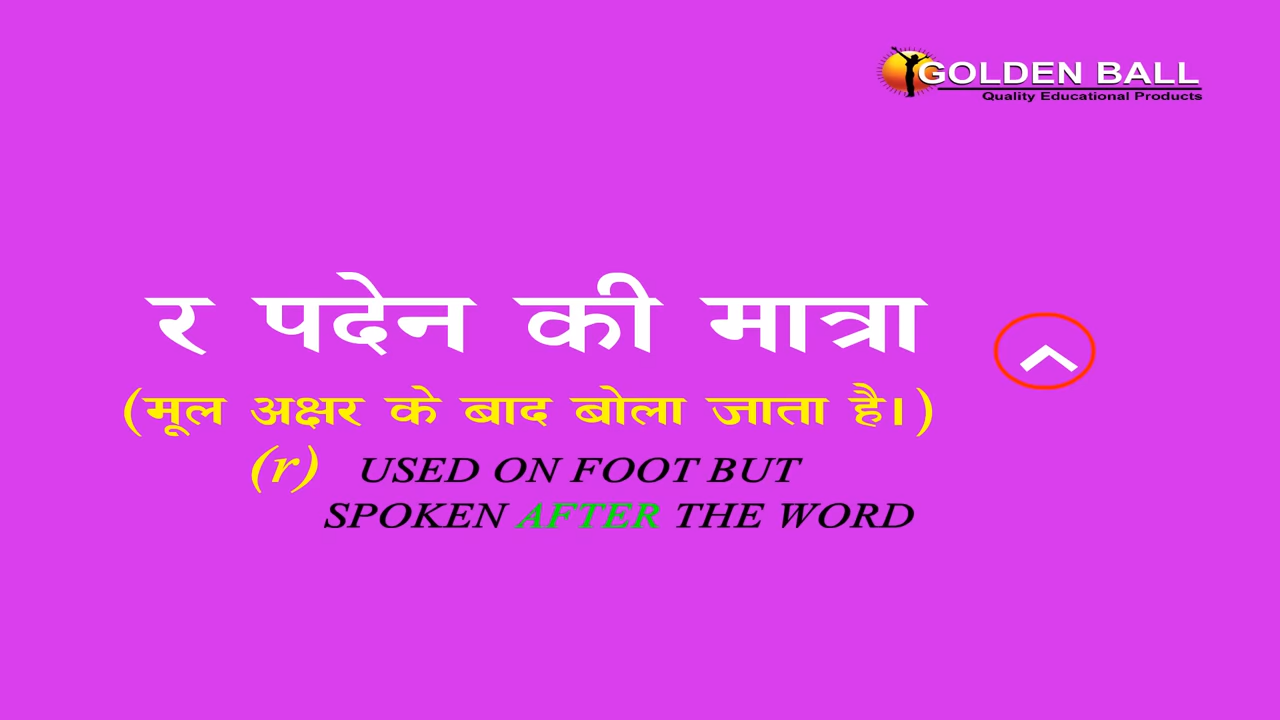 GOLDEN BALL
Quality Educational Products
र पदेन की मात्रा ^
(मूल अक्षर के बाद बोला जाता है।)
(r) USED ON FOOT BUT
SPOKEN AFTER THE WORD